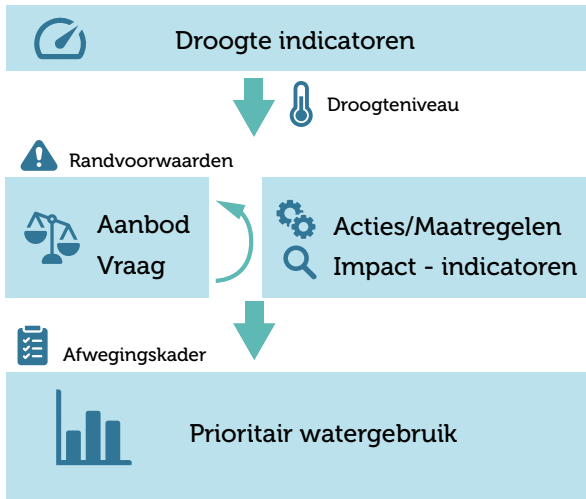 Droogte indicatoren
Droogteniveau
Randvoorwaarden
Aanbod
Vraag
Acties/Maatregelen
Impact - indicatoren
Afwegingskader
Prioritair watergebruik